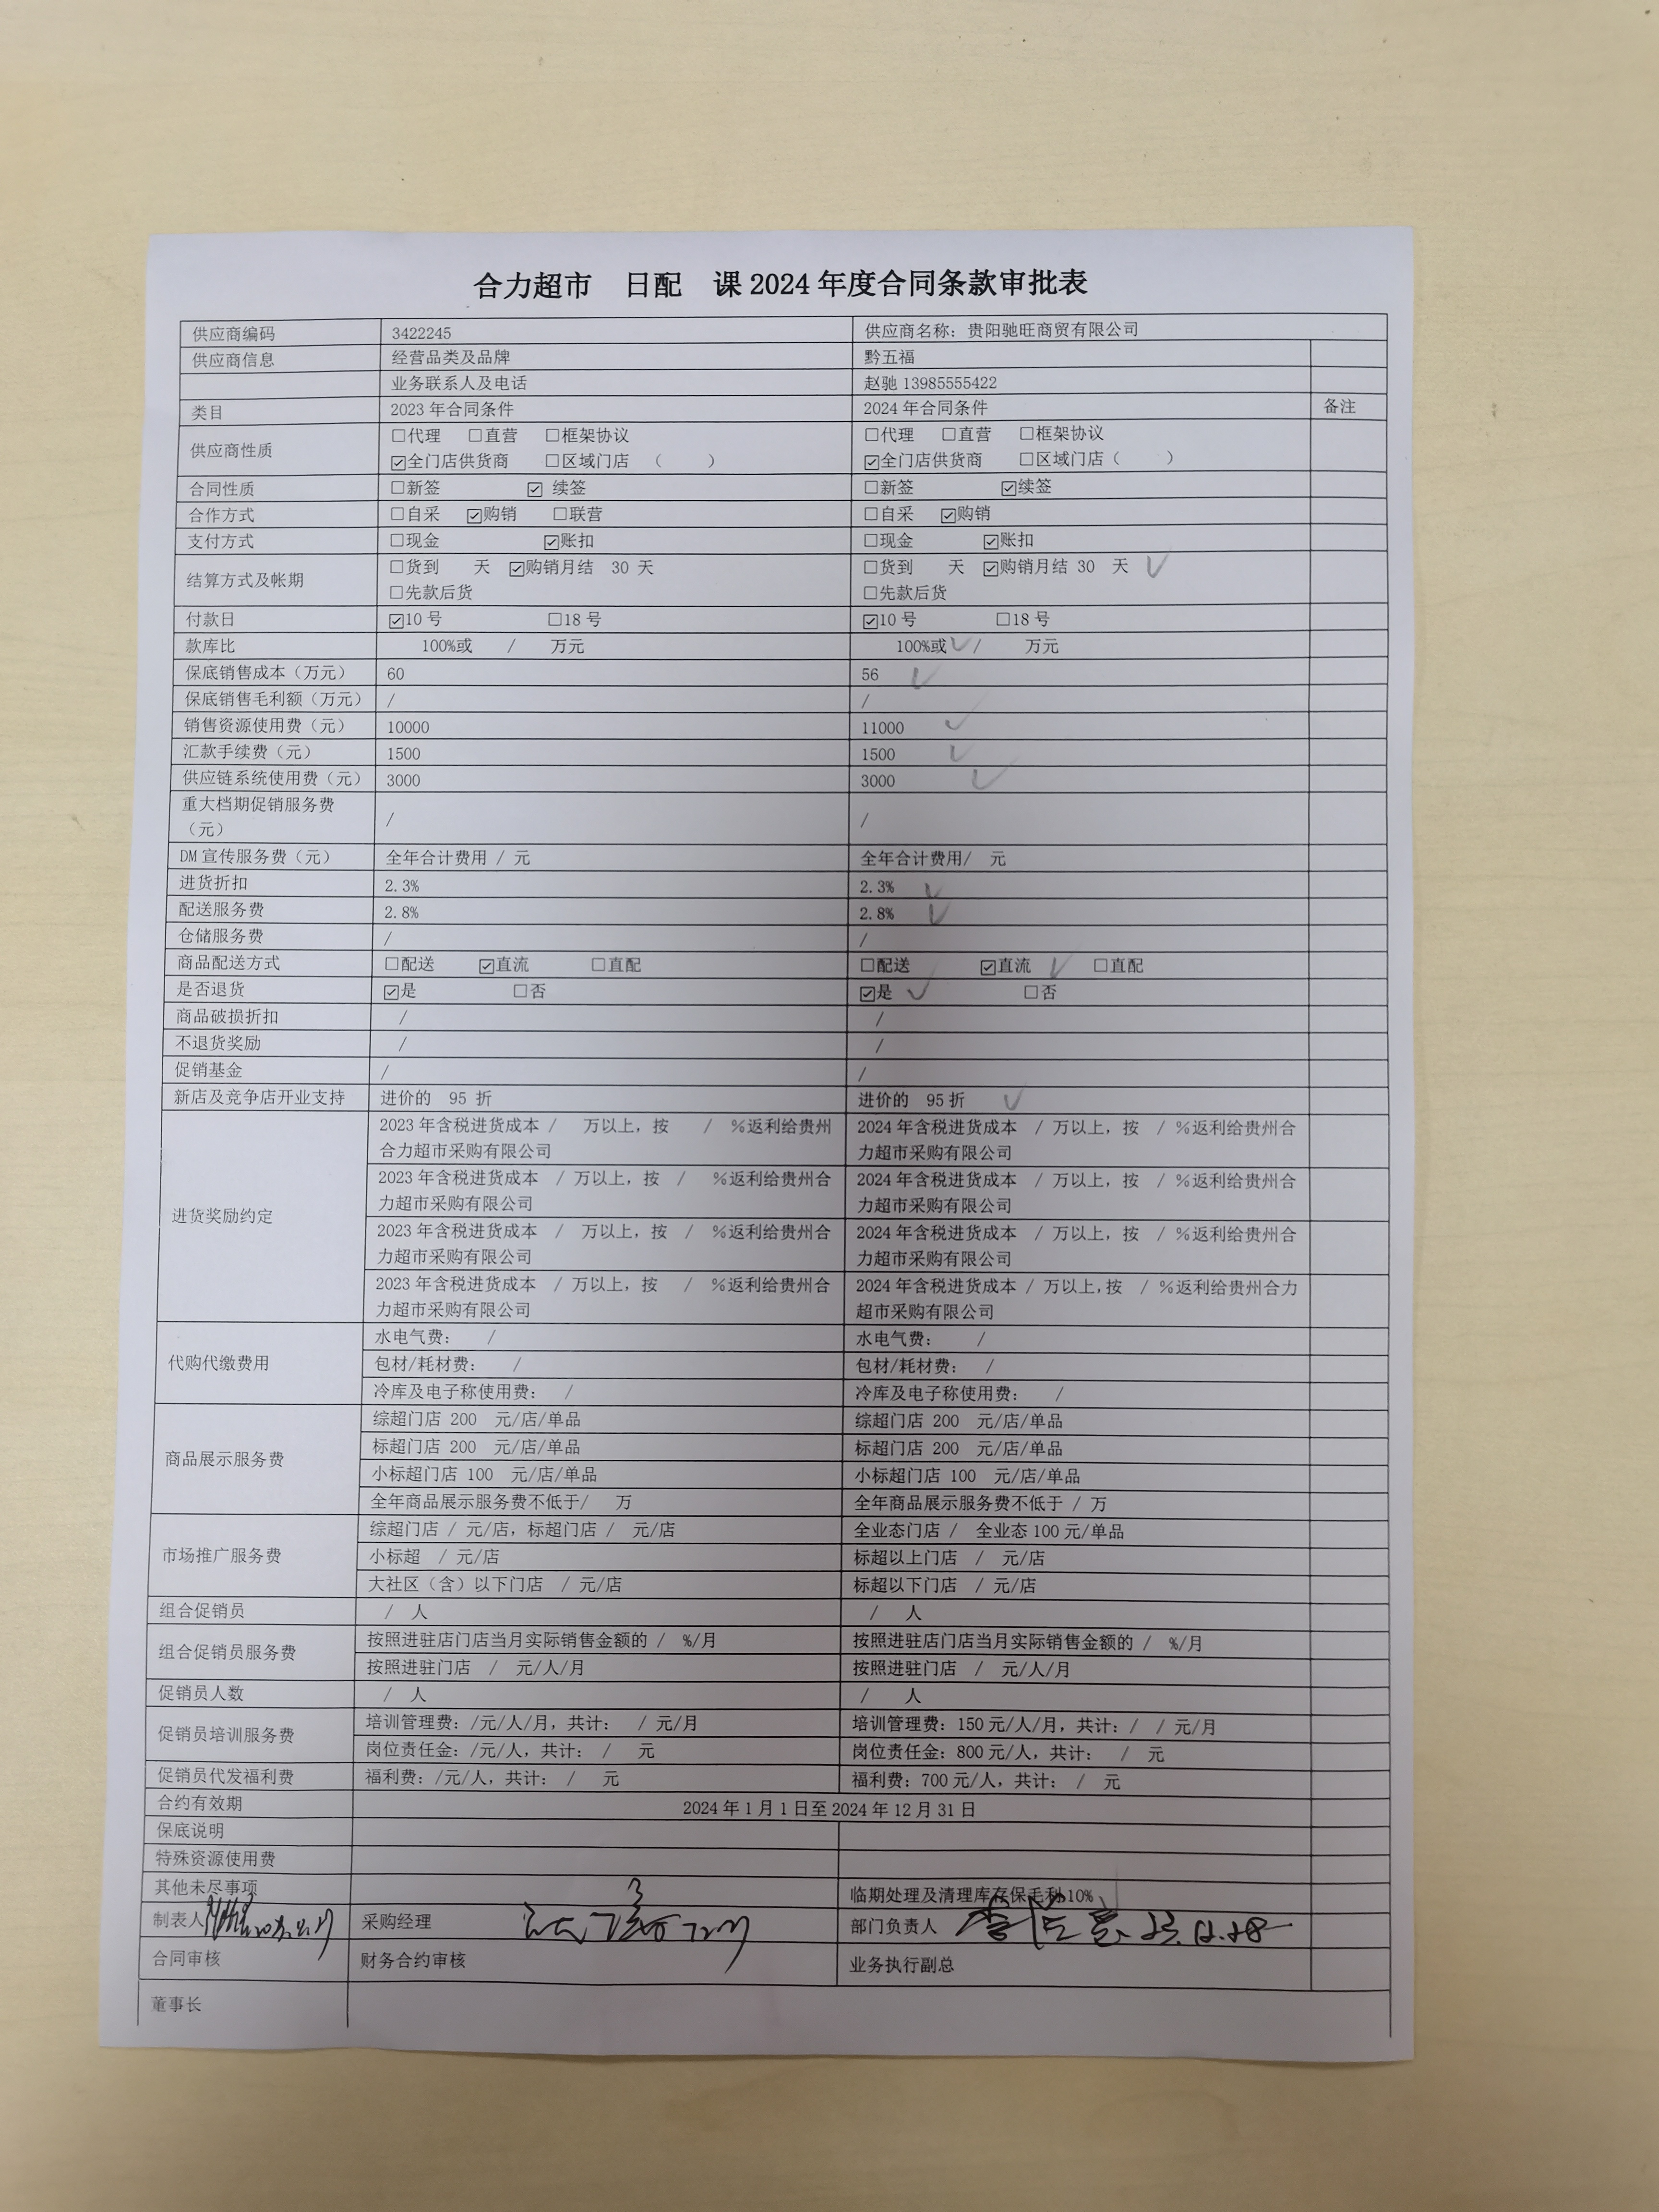 合力超市 日配 课 2024 年度合同条款审批表
供应商编码 3422245 供应商名称：贵阳驰旺商贸有限公司
供应商信息 经营品类及品牌 黔五福
业务联系人及电话 赵驰 13985555422
类目 2023 年合同条件 2024 年合同条件 备注
供应商性质 □代理 □直营 □框架协议 □代理 □直营 □框架协议
☑全门店供货商 □区域门店 （ ） ☑全门店供货商 □区域门店（ ）
合同性质 □新签 ☑ 续签 □新签 ☑续签
合作方式 □自采 ☑购销 □联营 □自采 ☑购销
支付方式 □现金 ☑账扣 □现金 ☑账扣
结算方式及帐期 □货到 天 ☑购销月结 30 天 □货到 天 ☑购销月结 30 天
□先款后货 □先款后货
付款日 ☑10 号 □18 号 ☑10 号 □18 号
款库比 100%或 / 万元 100%或 / 万元
保底销售成本（万元） 60 56
保底销售毛利额（万元） / /
销售资源使用费（元） 10000 11000
汇款手续费（元） 1500 1500
供应链系统使用费（元） 3000 3000
重大档期促销服务费（元） / /
DM 宣传服务费（元） 全年合计费用 / 元 全年合计费用/ 元
进货折扣 2.3% 2.3%
配送服务费 2.8% 2.8%
仓储服务费 / /
商品配送方式 □配送 ☑直流 □直配 □配送 ☑直流 □直配
是否退货 ☑是 □否 ☑是 □否
商品破损折扣 / /
不退货奖励 / /
促销基金 / /
新店及竞争店开业支持 进价的 95 折 进价的 95 折
进货奖励约定 2023 年含税进货成本 / 万以上，按 / %返利给贵州合力超市采购有限公司 2024 年含税进货成本 / 万以上，按 / %返利给贵州合力超市采购有限公司
2023 年含税进货成本 / 万以上，按 / %返利给贵州合力超市采购有限公司 2024 年含税进货成本 / 万以上，按 / %返利给贵州合力超市采购有限公司
2023 年含税进货成本 / 万以上，按 / %返利给贵州合力超市采购有限公司 2024 年含税进货成本 / 万以上，按 / %返利给贵州合力超市采购有限公司
2023 年含税进货成本 / 万以上，按 / %返利给贵州合力超市采购有限公司 2024 年含税进货成本 / 万以上，按 / %返利给贵州合力超市采购有限公司
代购代缴费用 水电气费： / 水电气费： /
包材/耗材费： / 包材/耗材费： /
冷库及电子称使用费： / 冷库及电子称使用费： /
商品展示服务费 综超门店 200 元/店/单品 综超门店 200 元/店/单品
标超门店 200 元/店/单品 标超门店 200 元/店/单品
小标超门店 100 元/店/单品 小标超门店 100 元/店/单品
全年商品展示服务费不低于/ 万 全年商品展示服务费不低于 / 万
市场推广服务费 综超门店 / 元/店，标超门店 / 元/店 全业态门店 / 全业态 100 元/单品
小标超 / 元/店 标超以上门店 / 元/店
大社区（含）以下门店 / 元/店 标超以下门店 / 元/店
组合促销员 / 人 / 人
组合促销员服务费 按照进驻店门店当月实际销售金额的 / %/月 按照进驻店门店当月实际销售金额的 / %/月
按照进驻门店 / 元/人/月 按照进驻门店 / 元/人/月
促销员人数 / 人 / 人
促销员培训服务费 培训管理费：/元/人/月，共计： / 元/月 培训管理费：150 元/人/月，共计：/ / 元/月
岗位责任金：/元/人，共计： / 元 岗位责任金：800 元/人，共计： / 元
促销员代发福利费 福利费：/元/人，共计： / 元 福利费：700 元/人，共计： / 元
合约有效期 2024 年 1 月 1 日至 2024 年 12 月 31 日
保底说明
特殊资源使用费
其他未尽事项 临期处理及清理库存保毛利 10%
制表人 采购经理 部门负责人 23.12.28
合同审核 财务合约审核 业务执行副总
董事长